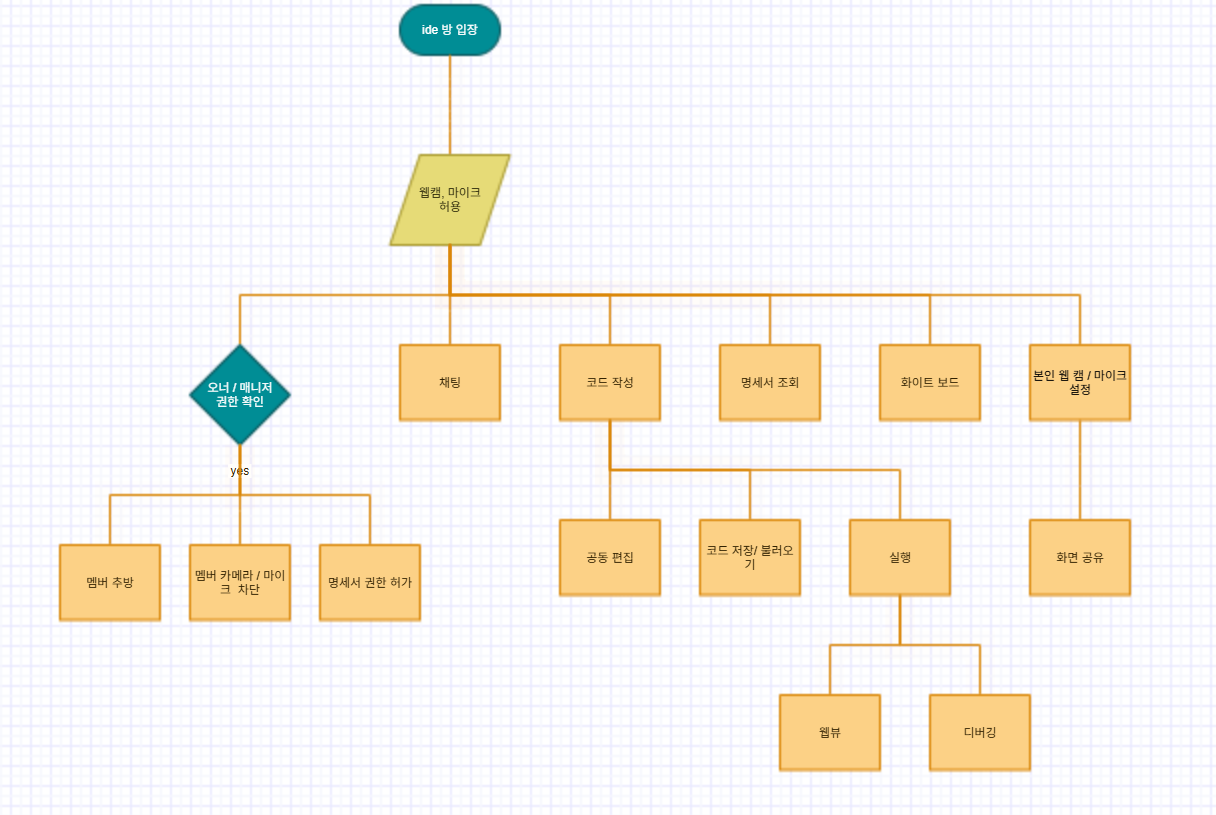 ide 방 입장
웹캠, 마이크
허용
오너 / 매니저
권한 확인
채팅
코드 작성
명세서 조회
화이트 보드
본인 웹 캠 / 마이크
설정
yes
멤버 추방
멤버 카메라 / 마이
크 차단
명세서 권한 허가
공동 편집
코드 저장/ 불러오
기
실행
화면 공유
웹뷰
디버깅